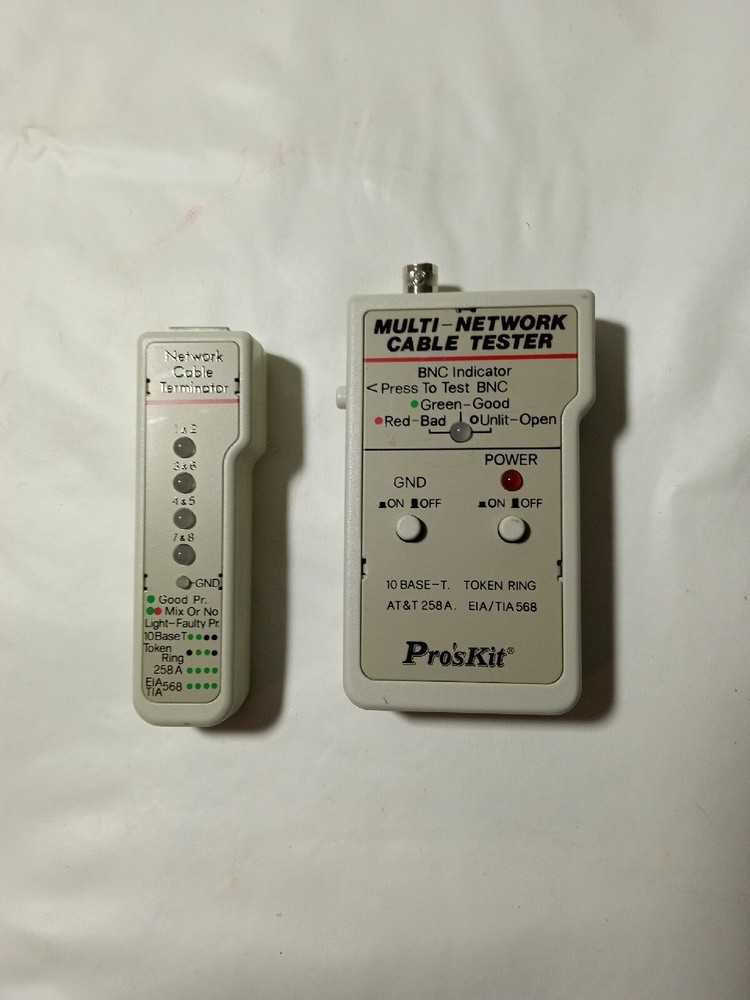 Network
Cable
Terminator
1 & 2
3 & 6
4 & 5
7 & 8
GND
Good Pr.
Mix Or No
Light-Faulty Pr.
10BaseT
Token
Ring
258A
EIA
TIA 568
MULTI-NETWORK
CABLE TESTER
BNC Indicator
< Press To Test BNC
Green-Good
Red-Bad Unlit-Open
POWER
GND
ON OFF ON OFF
10 BASE-T. TOKEN RING
AT&T 258A. EIA/TIA 568
Pro'sKit®